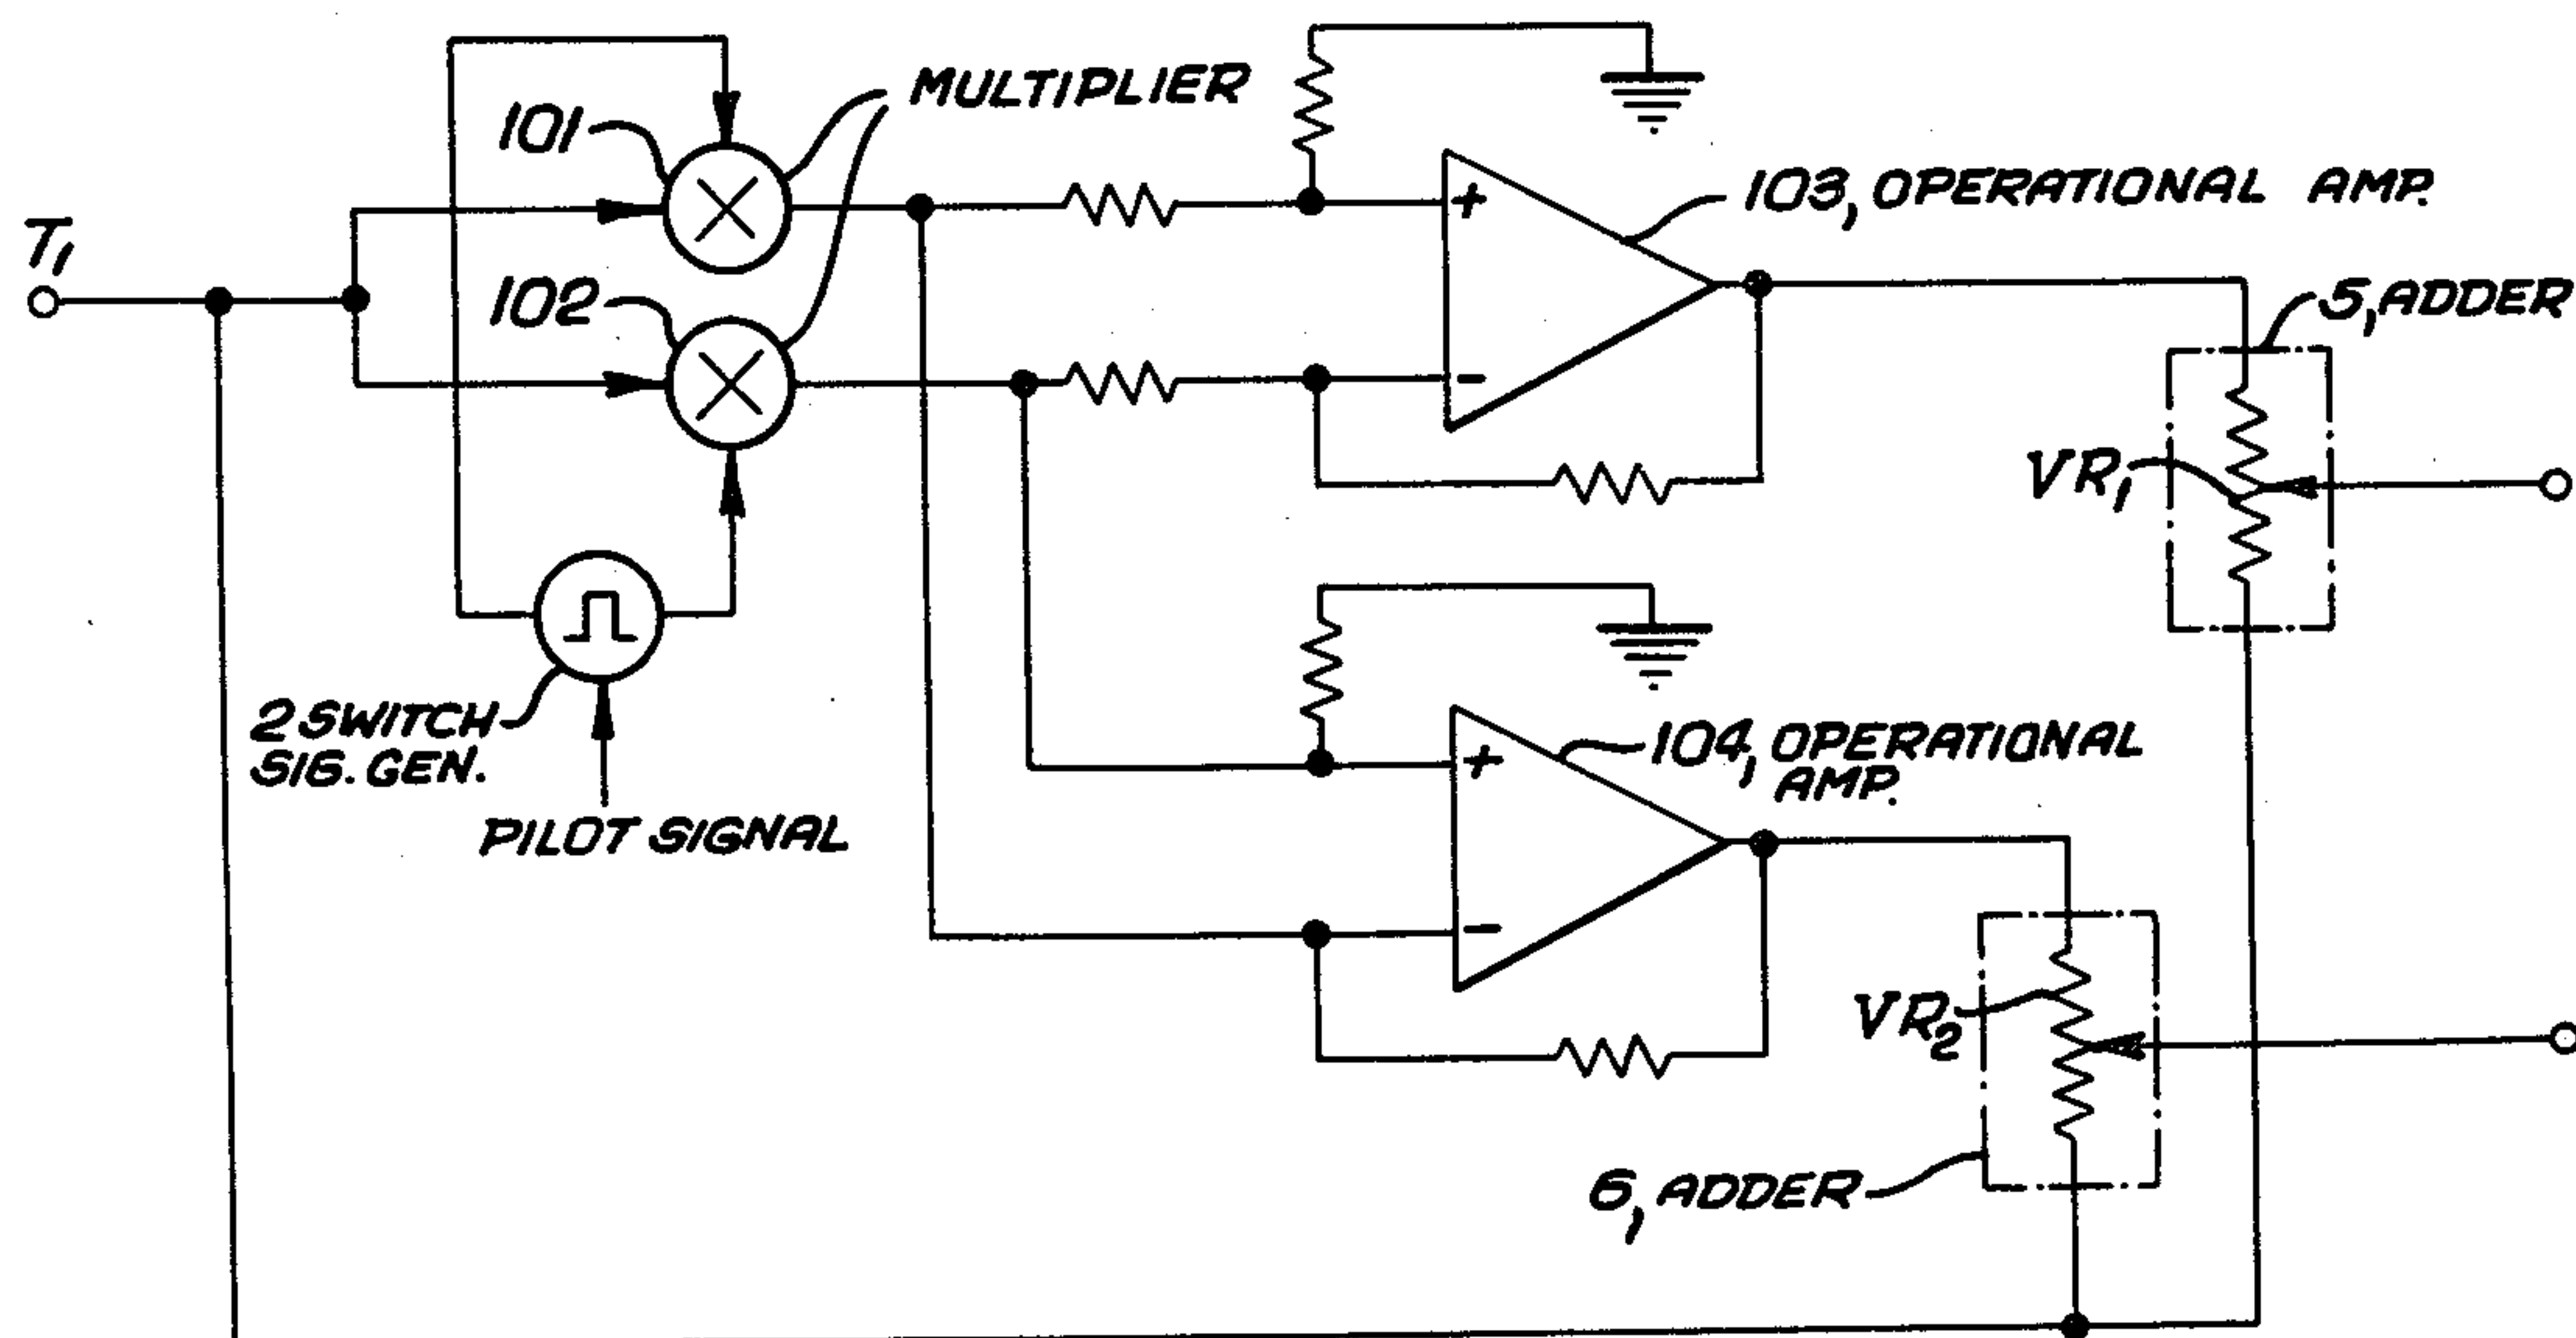 MULTIPLIER
101
103, OPERATIONAL AMP.
T1
102
5, ADDER
+
-
VR1
2 SWITCH
SIG. GEN.
PILOT SIGNAL
104, OPERATIONAL
AMP.
+
-
VR2
6, ADDER